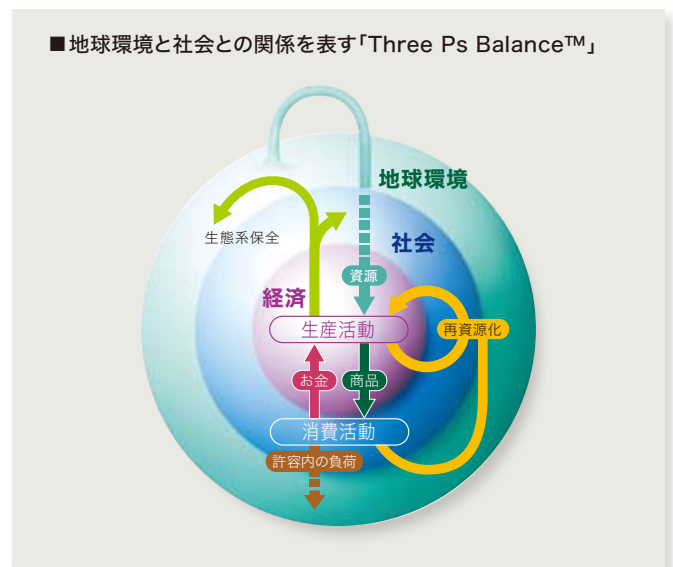 ■地球環境と社会との関係を表す「Three Ps Balance™」
地球環境
生態系保全
社会
資源
経済
生産活動
再資源化
お金
商品
消費活動
許容内の負荷